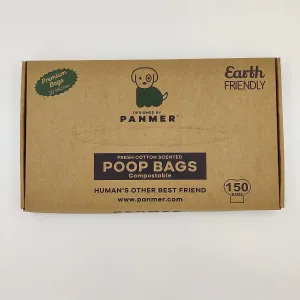 Premium
Bags
Earth
FRIENDLY
DESIGNED BY
PANMER
FRESH COTTON SCENTED
POOP BAGS
Compostable
HUMAN'S OTHER BEST FRIEND
www.panmer.com
150
BAGS